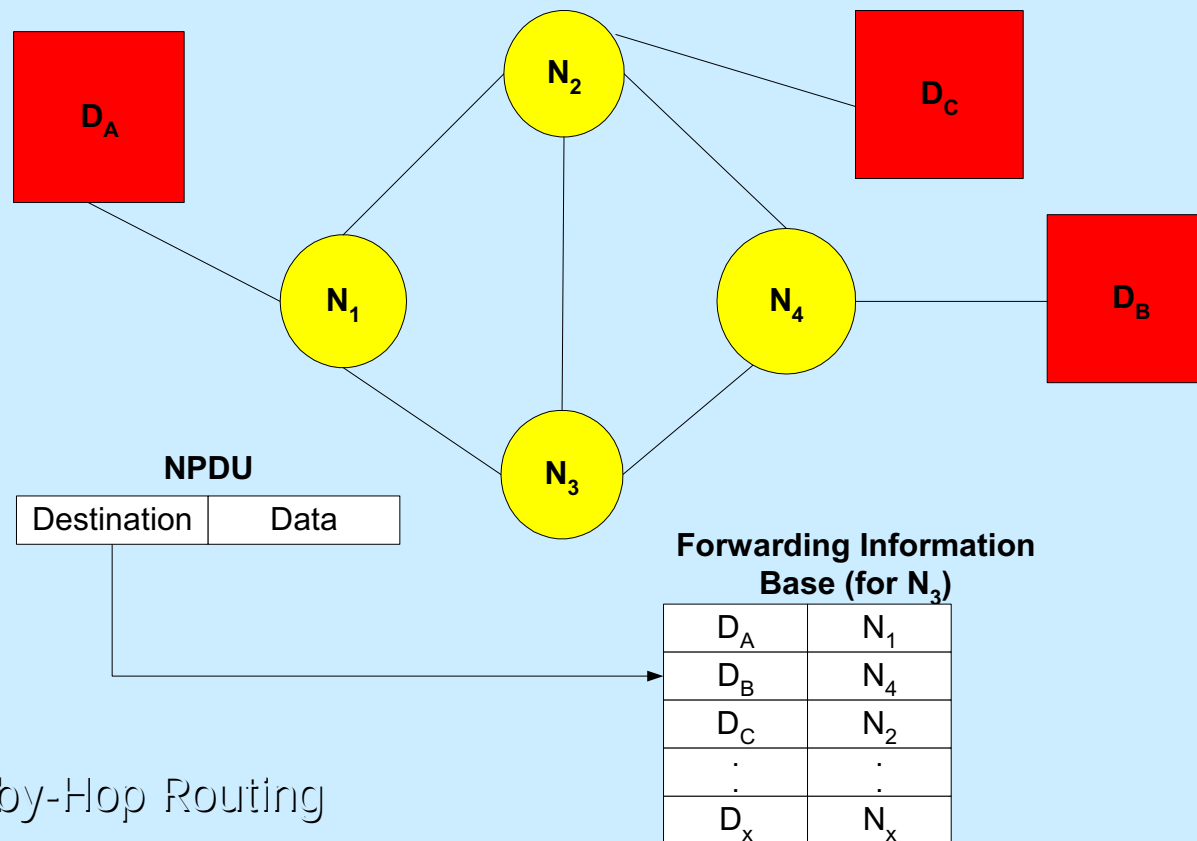 N2
DC
DA
N1
N4
DB
N3
NPDU
Destination Data
Forwarding Information
Base (for N3)
DA N1
DB N4
DC N2
. .
. .
Dx Nx
by-Hop Routing